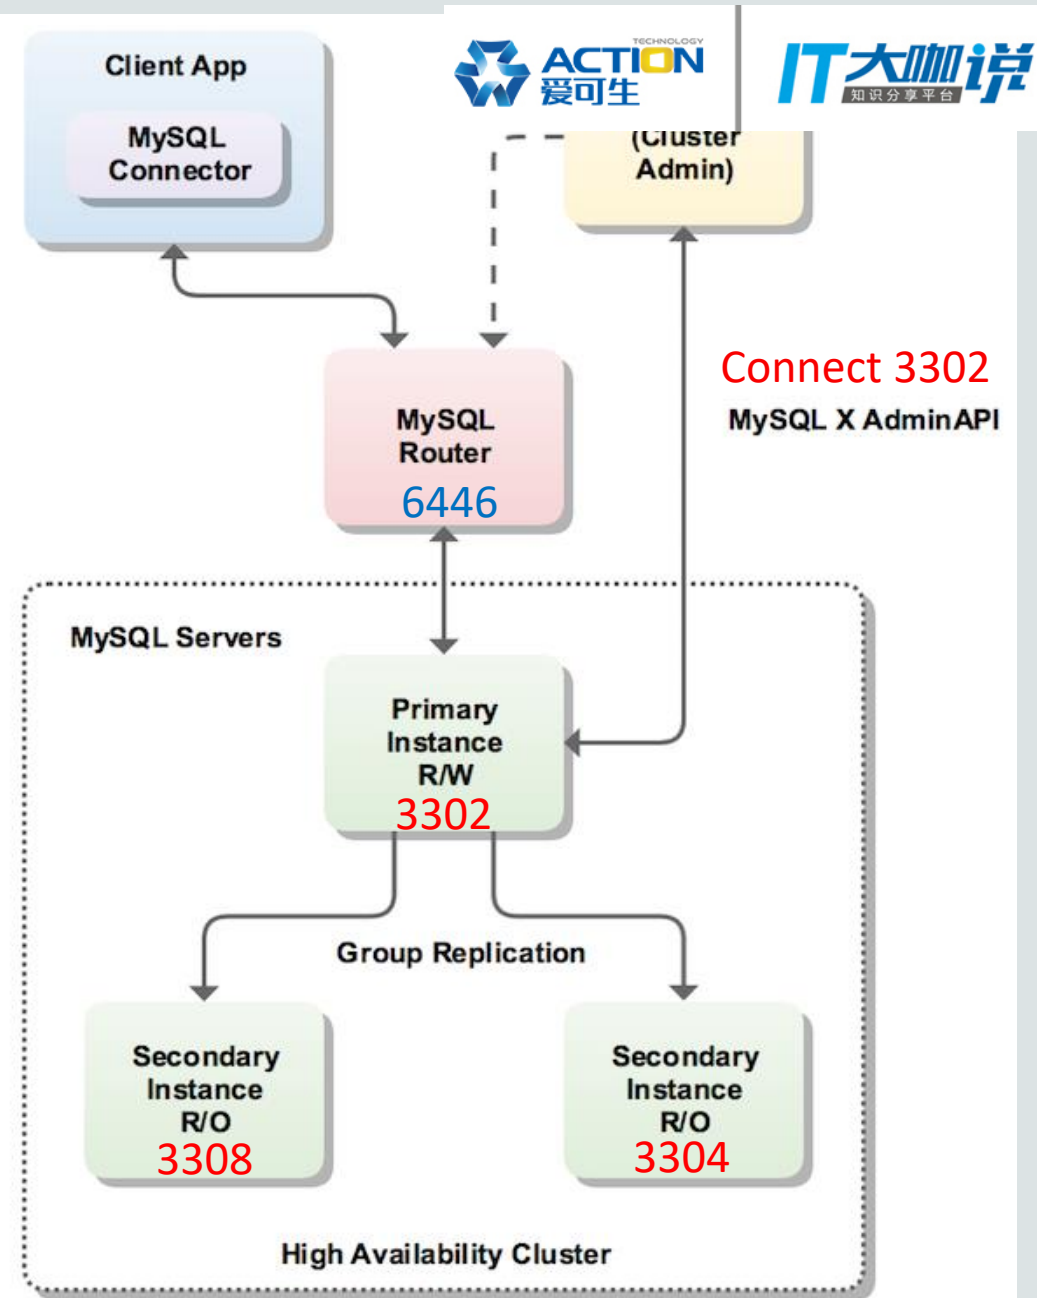 Client App
MySQL
Connector
TECHNOLOGY
ACTION
爱可生
IT大咖说
知识分享平台
(Cluster
Admin)
Connect 3302
MySQL X AdminAPI
MySQL
Router
6446
MySQL Servers
Primary
Instance
R/W
3302
Group Replication
Secondary
Instance
R/O
3308
Secondary
Instance
R/O
3304
High Availability Cluster